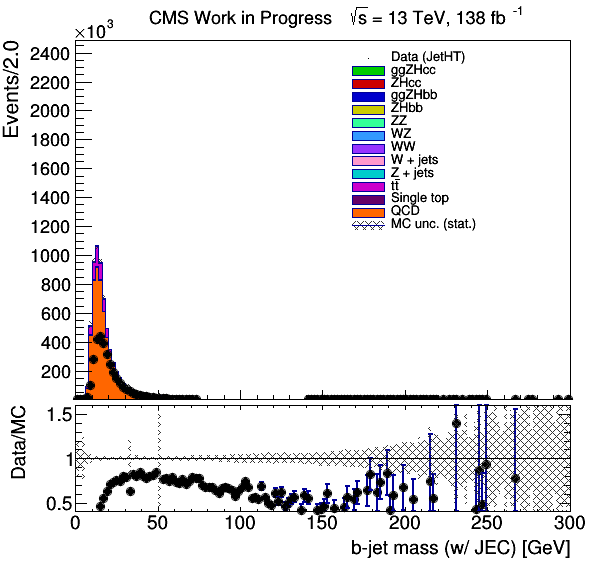 CMS Work in Progress √s = 13 TeV, 138 fb⁻¹
×10³
Events/2.0
2400
2200
2000
1800
1600
1400
1200
1000
800
600
400
200
Data (JetHT)
ggZHcc
ZHcc
ggZHbb
ZHbb
ZZ
WZ
WW
W + jets
Z + jets
tt̄
Single top
QCD
MC unc. (stat.)
Data/MC
1.5
1
0.5
0 50 100 150 200 250 300
b-jet mass (w/ JEC) [GeV]